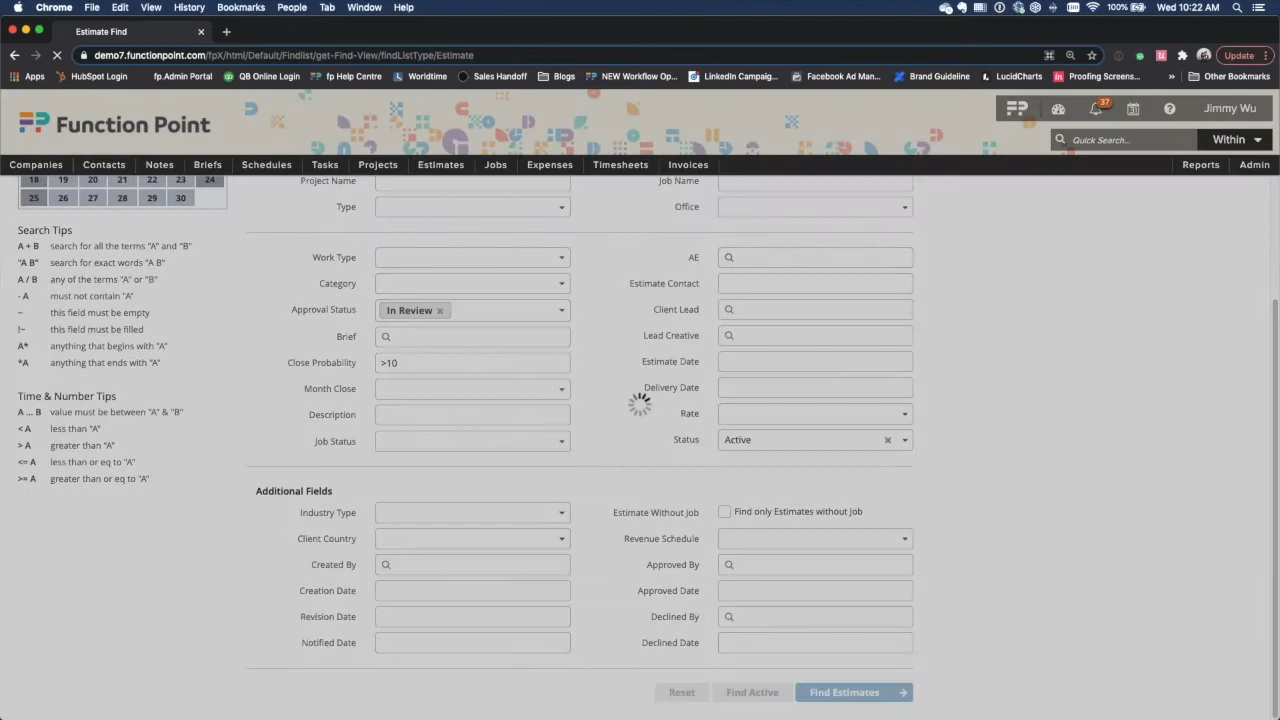 Chrome File Edit View History Bookmarks People Tab Window Help 100% Wed 10:22 AM
Estimate Find
demo7.functionpoint.com/fpX/html/Default/Findlist/get-Find-View/findListType/Estimate Update
Apps HubSpot Login fp.Admin Portal QB Online Login fp Help Centre Worldtime Sales Handoff Blogs NEW Workflow Op... LinkedIn Campaig... Facebook Ad Man... Brand Guideline LucidCharts Proofing Screem... » Other Bookmarks
Function Point 37 Jimmy Wu
Quick Search... Within
Companies Contacts Notes Briefs Schedules Tasks Projects Estimates Jobs Expenses Timesheets Invoices Reports Admin
18 19 20 21 22 23 24
25 26 27 28 29 30
Search Tips
A + B search for all the terms "A" and "B"
"A B" search for exact words "A B"
A / B any of the terms "A" or "B"
- A must not contain "A"
~ this field must be empty
!~ this field must be filled
A* anything that begins with "A"
*A anything that ends with "A"
Time & Number Tips
A ... B value must be between "A" & "B"
< A less than "A"
> A greater than "A"
<= A less than or eq to "A"
>= A greater than or eq to "A"
Project Name Job Name
Type Office
Work Type AE
Category Estimate Contact
Approval Status In Review Client Lead
Brief Lead Creative
Close Probability >10 Estimate Date
Month Close Delivery Date
Description Rate
Job Status Status Active
Additional Fields
Industry Type Estimate Without Job Find only Estimates without Job
Client Country Revenue Schedule
Created By Approved By
Creation Date Approved Date
Revision Date Declined By
Notified Date Declined Date
Reset Find Active Find Estimates